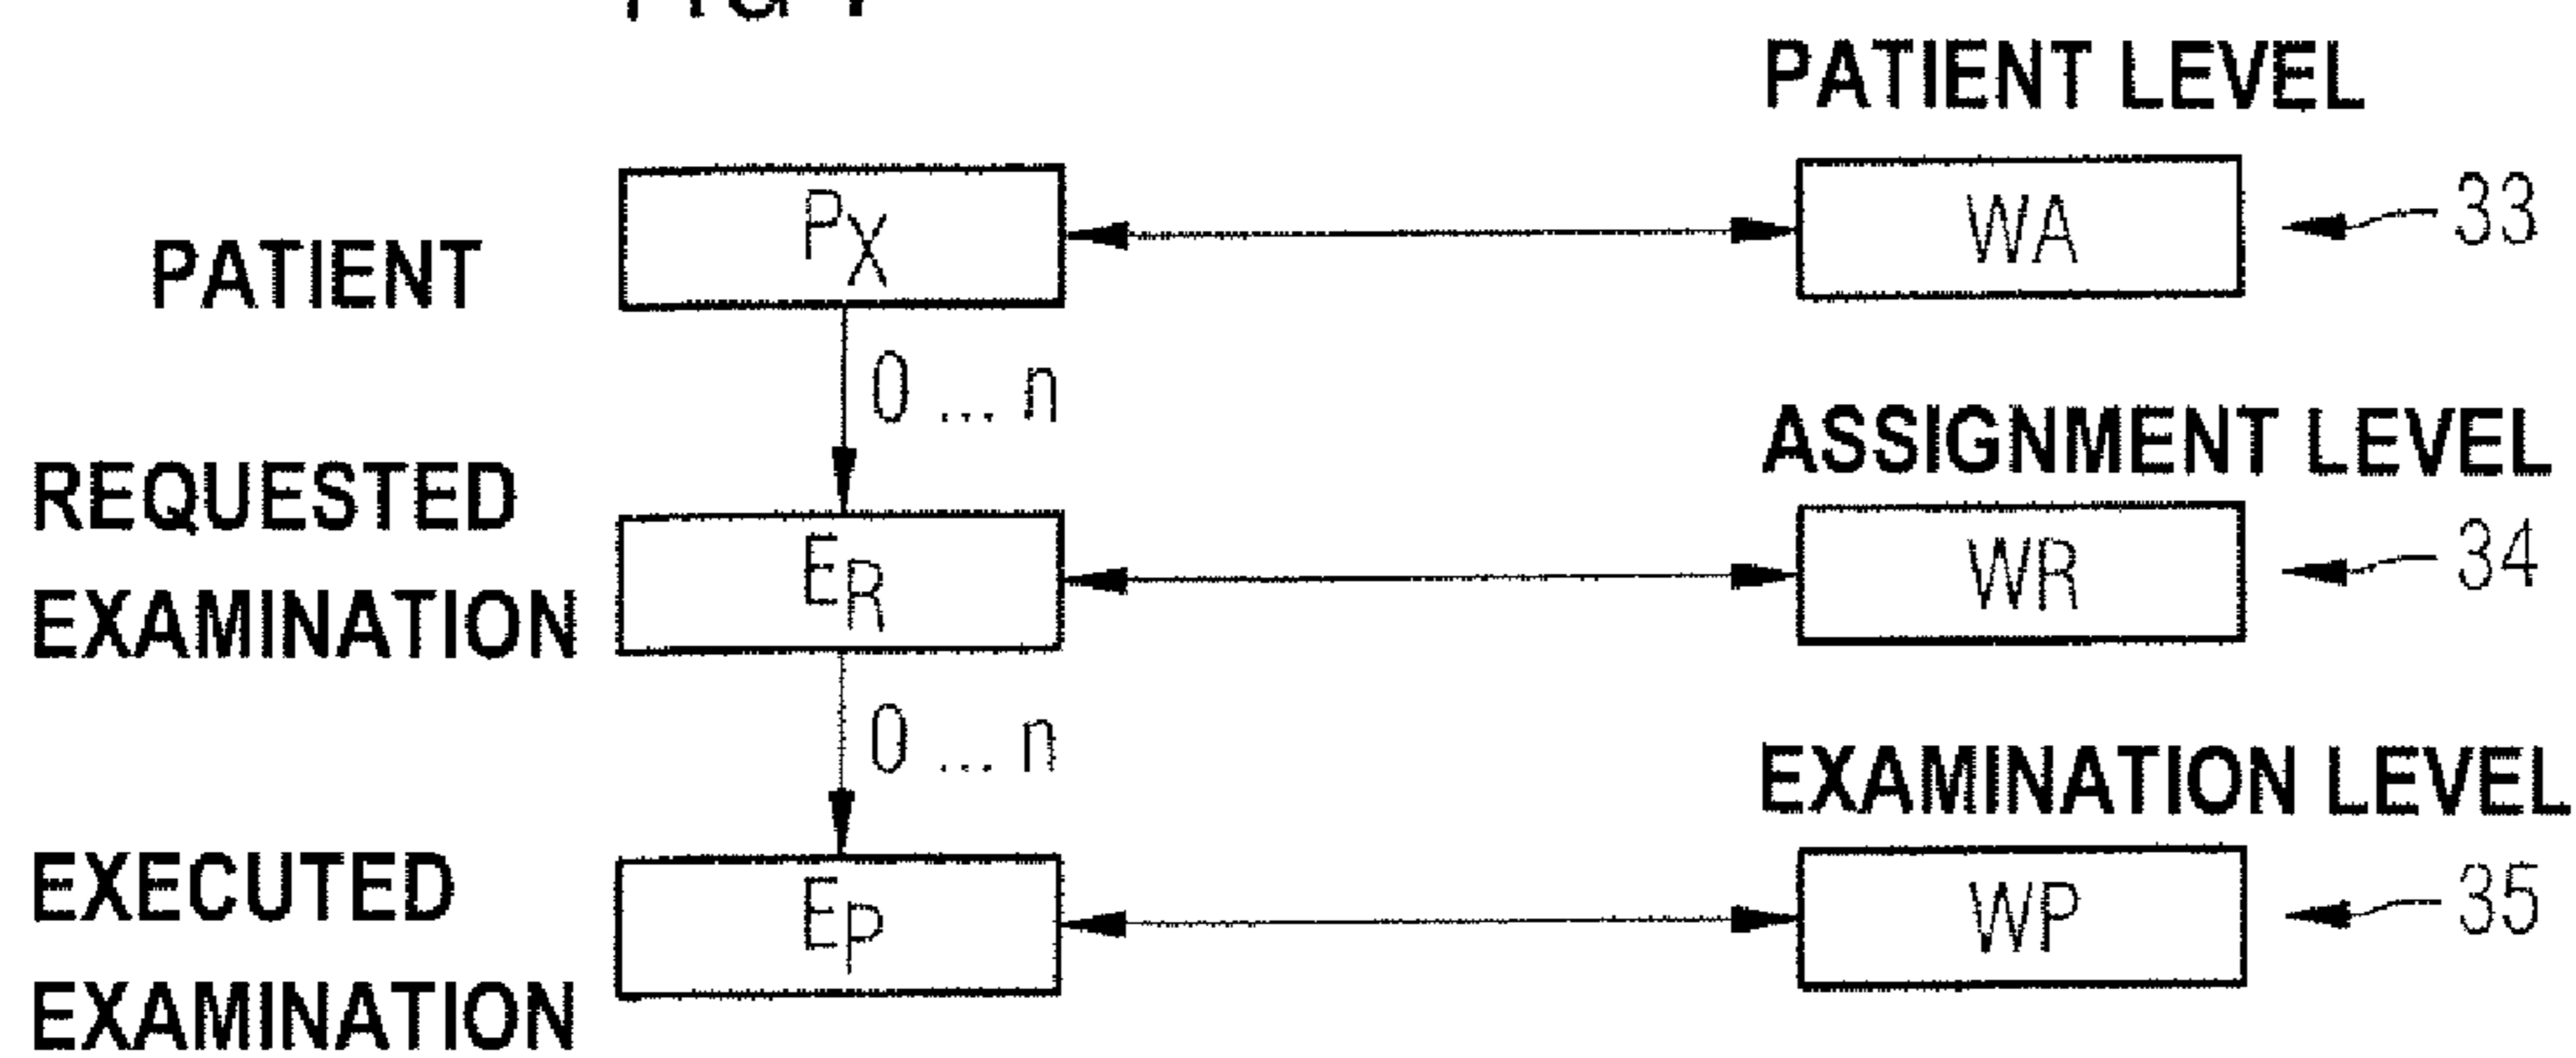 PATIENT LEVEL
PATIENT
PX
WA
33
0 ... n
ASSIGNMENT LEVEL
REQUESTED
EXAMINATION
ER
WR
34
0 ... n
EXAMINATION LEVEL
EXECUTED
EXAMINATION
EP
WP
35